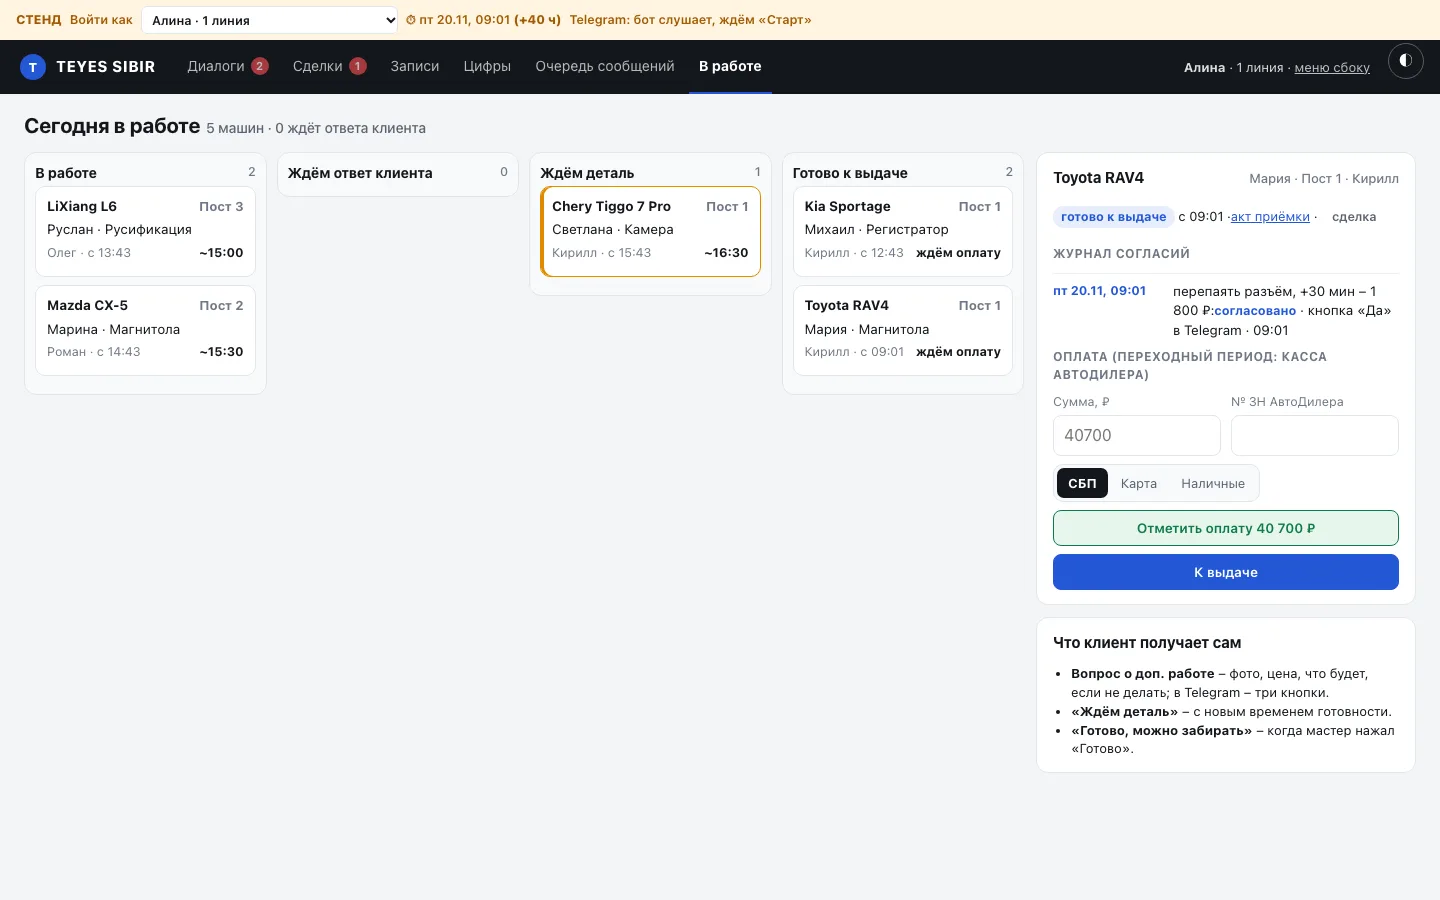 СТЕНД Войти как Алина · 1 линия ⏱ пт 20.11, 09:01 (+40 ч) Telegram: бот слушает, ждём «Старт»
T TEYES SIBIR Диалоги 2 Сделки 1 Записи Цифры Очередь сообщений В работе Алина · 1 линия · меню сбоку
Сегодня в работе 5 машин · 0 ждёт ответа клиента
В работе 2
LiXiang L6 Пост 3
Руслан · Русификация
Олег · с 13:43 ~15:00
Mazda CX-5 Пост 2
Марина · Магнитола
Роман · с 14:43 ~15:30
Ждём ответ клиента 0
Ждём деталь 1
Chery Tiggo 7 Pro Пост 1
Светлана · Камера
Кирилл · с 15:43 ~16:30
Готово к выдаче 2
Kia Sportage Пост 1
Михаил · Регистратор
Кирилл · с 12:43 ждём оплату
Toyota RAV4 Пост 1
Мария · Магнитола
Кирилл · с 09:01 ждём оплату
Toyota RAV4 Мария · Пост 1 · Кирилл
готово к выдаче с 09:01 ·акт приёмки · сделка
ЖУРНАЛ СОГЛАСИЙ
пт 20.11, 09:01 перепаять разъём, +30 мин – 1
800 ₽:согласовано · кнопка «Да»
в Telegram · 09:01
ОПЛАТА (ПЕРЕХОДНЫЙ ПЕРИОД: КАССА
АВТОДИЛЕРА)
Сумма, ₽ № ЗН АвтоДилера
40700
СБП Карта Наличные
Отметить оплату 40 700 ₽
К выдаче
Что клиент получает сам
• Вопрос о доп. работе – фото, цена, что будет,
если не делать; в Telegram – три кнопки.
• «Ждём деталь» – с новым временем готовности.
• «Готово, можно забирать» – когда мастер нажал
«Готово».